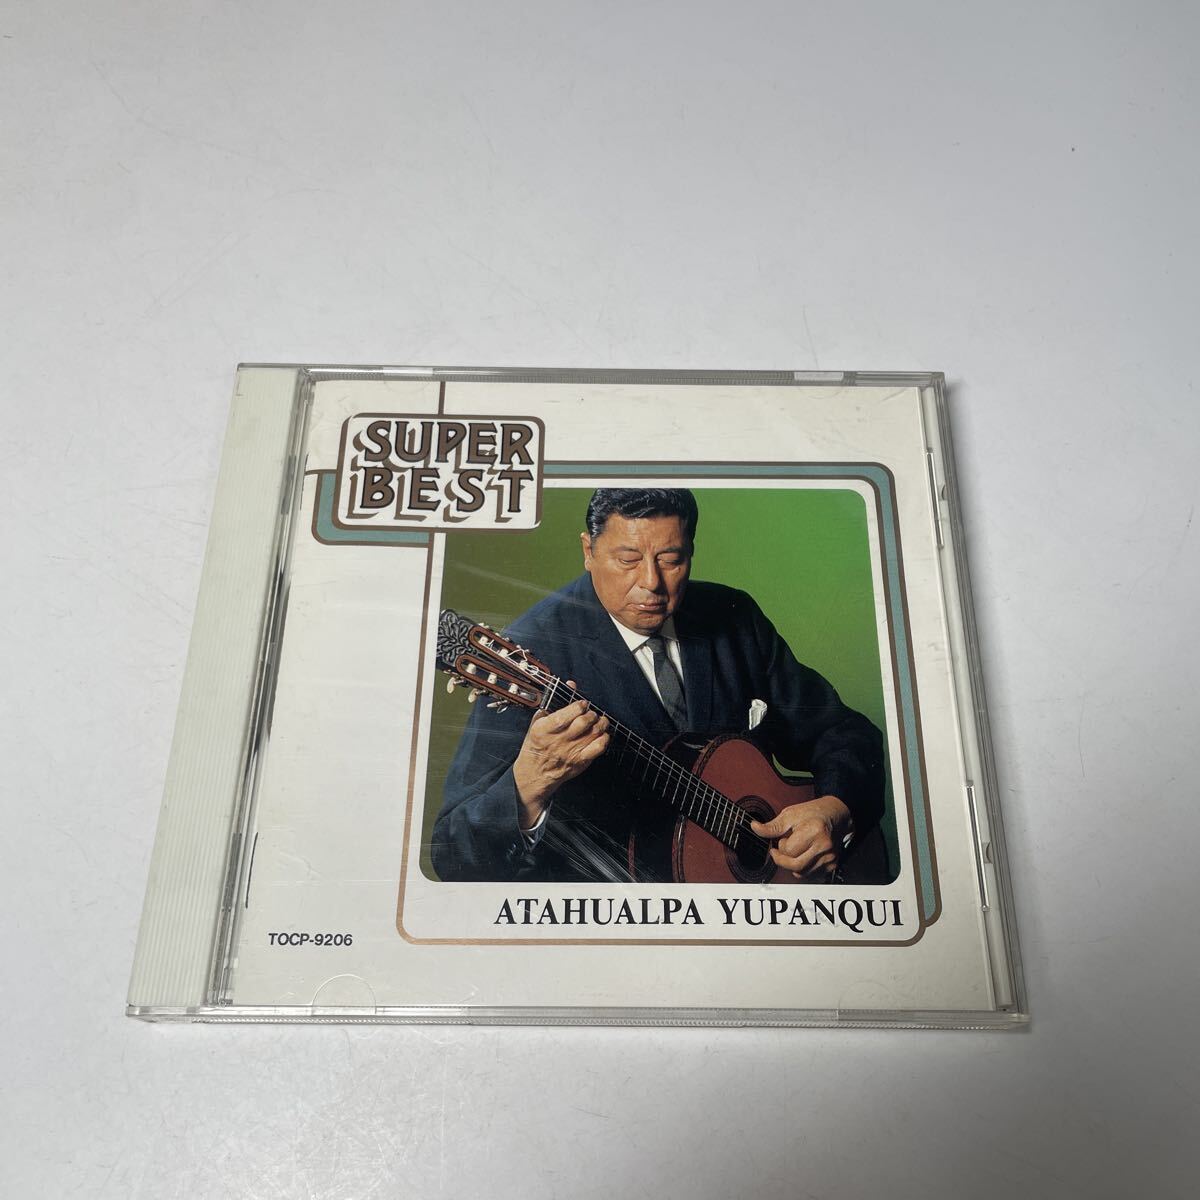 SUPER
BEST
ATAHUALPA YUPANQUI
TOCP-9206